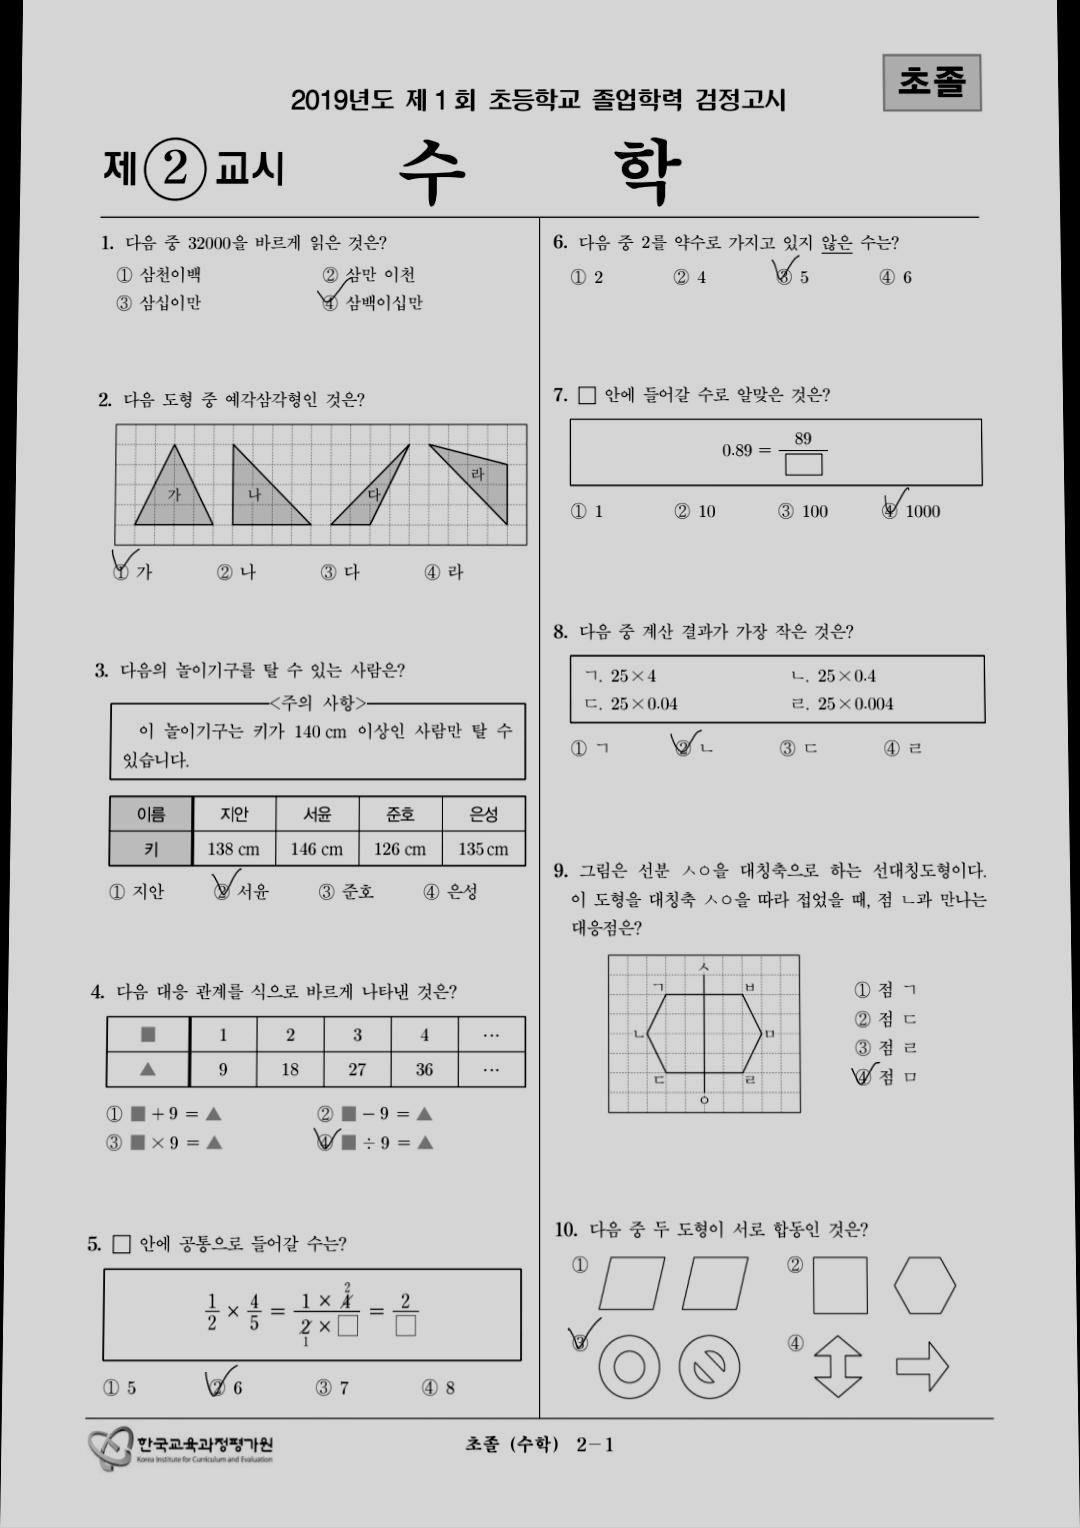 초졸
2019년도 제 1 회 초등학교 졸업학력 검정고시
제 ② 교시 수 학
1. 다음 중 32000을 바르게 읽은 것은?
① 삼천이백 ② 삼만 이천
③ 삼십이만 ④ 삼백이십만
2. 다음 도형 중 예각삼각형인 것은?
가 나 다 라
① 가 ② 나 ③ 다 ④ 라
3. 다음의 놀이기구를 탈 수 있는 사람은?
<주의 사항>
이 놀이기구는 키가 140 cm 이상인 사람만 탈 수
있습니다.
이름 지안 서윤 준호 은성
키 138 cm 146 cm 126 cm 135 cm
① 지안 ② 서윤 ③ 준호 ④ 은성
4. 다음 대응 관계를 식으로 바르게 나타낸 것은?
■ 1 2 3 4 ⋯
▲ 9 18 27 36 ⋯
① ■ + 9 = ▲ ② ■ − 9 = ▲
③ ■ × 9 = ▲ ④ ■ ÷ 9 = ▲
5. □ 안에 공통으로 들어갈 수는?
1/2 × 4/5 = (1 × 4 2)/(2 1 × □) = 2/□
① 5 ② 6 ③ 7 ④ 8
6. 다음 중 2를 약수로 가지고 있지 않은 수는?
① 2 ② 4 ③ 5 ④ 6
7. □ 안에 들어갈 수로 알맞은 것은?
0.89 = 89/□
① 1 ② 10 ③ 100 ④ 1000
8. 다음 중 계산 결과가 가장 작은 것은?
ㄱ. 25×4 ㄴ. 25×0.4
ㄷ. 25×0.04 ㄹ. 25×0.004
① ㄱ ② ㄴ ③ ㄷ ④ ㄹ
9. 그림은 선분 ㅅㅇ을 대칭축으로 하는 선대칭도형이다.
이 도형을 대칭축 ㅅㅇ을 따라 접었을 때, 점 ㄴ과 만나는
대응점은?
ㅅ
ㄱ ㅂ
ㄴ ㅁ
ㄷ ㄹ
ㅇ
① 점 ㄱ
② 점 ㄷ
③ 점 ㄹ
④ 점 ㅁ
10. 다음 중 두 도형이 서로 합동인 것은?
① ②
③ ④
한국교육과정평가원
Korea Institute for Curriculum and Evaluation
초졸 (수학) 2−1